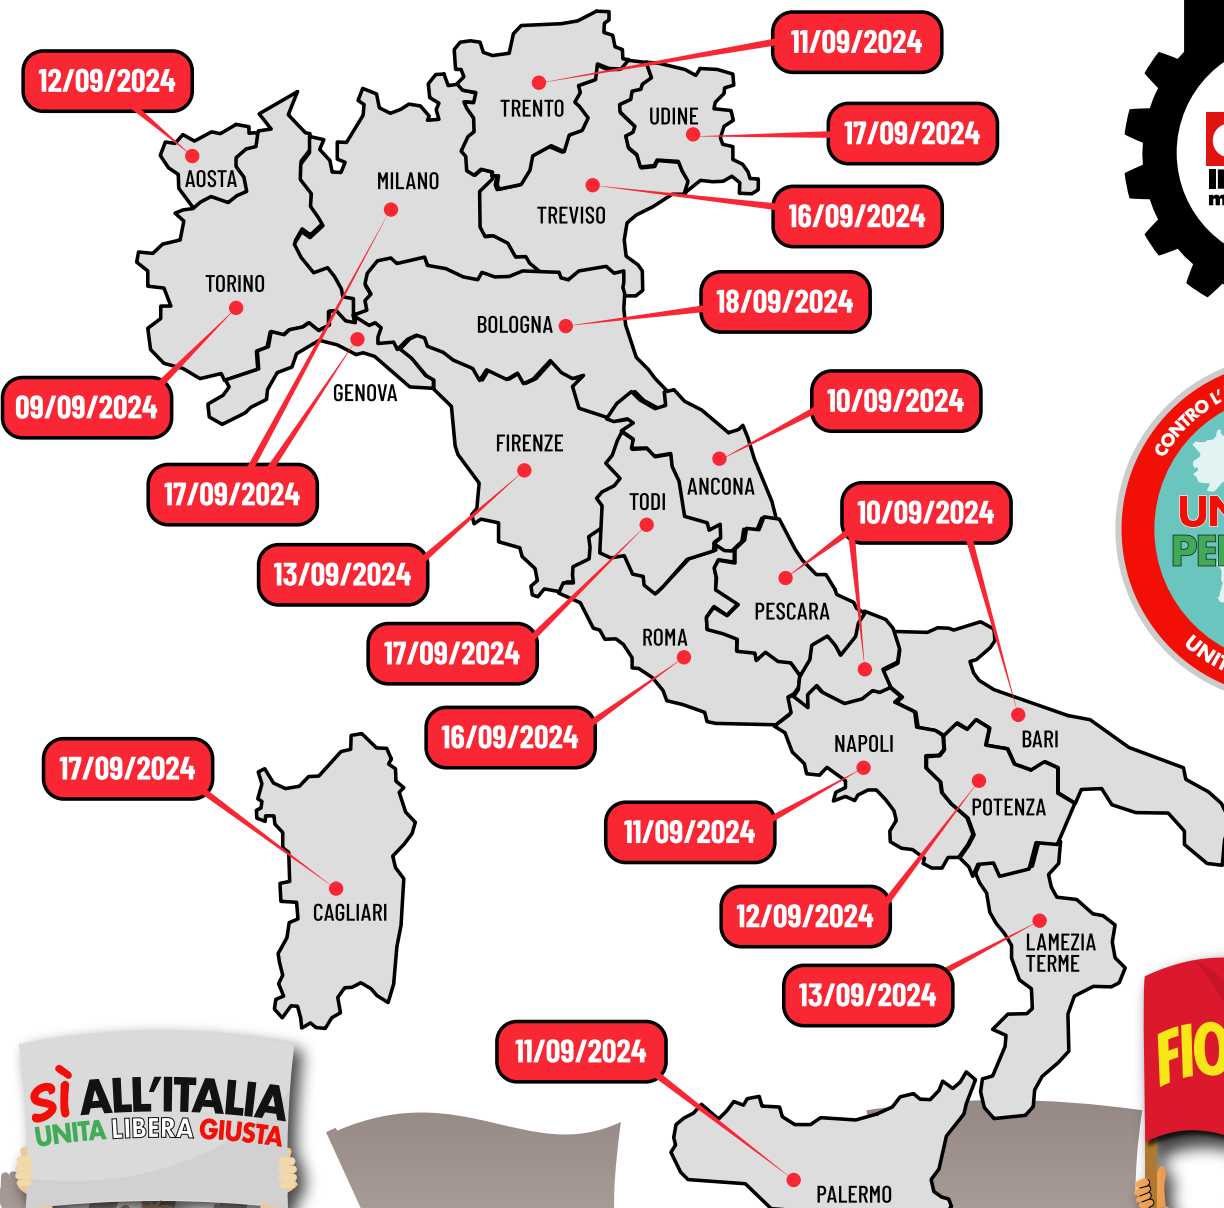 11/09/2024
12/09/2024
TRENTO
UDINE
17/09/2024
AOSTA
MILANO
TREVISO
16/09/2024
TORINO
18/09/2024
BOLOGNA
09/09/2024
GENOVA
10/09/2024
FIRENZE
17/09/2024
ANCONA
TODI
10/09/2024
13/09/2024
PESCARA
17/09/2024
ROMA
16/09/2024
NAPOLI
BARI
17/09/2024
POTENZA
11/09/2024
CAGLIARI
12/09/2024
LAMEZIA
TERME
13/09/2024
11/09/2024
PALERMO
CONTRO L'
SÌ ALL'ITALIA
UNITA LIBERA GIUSTA